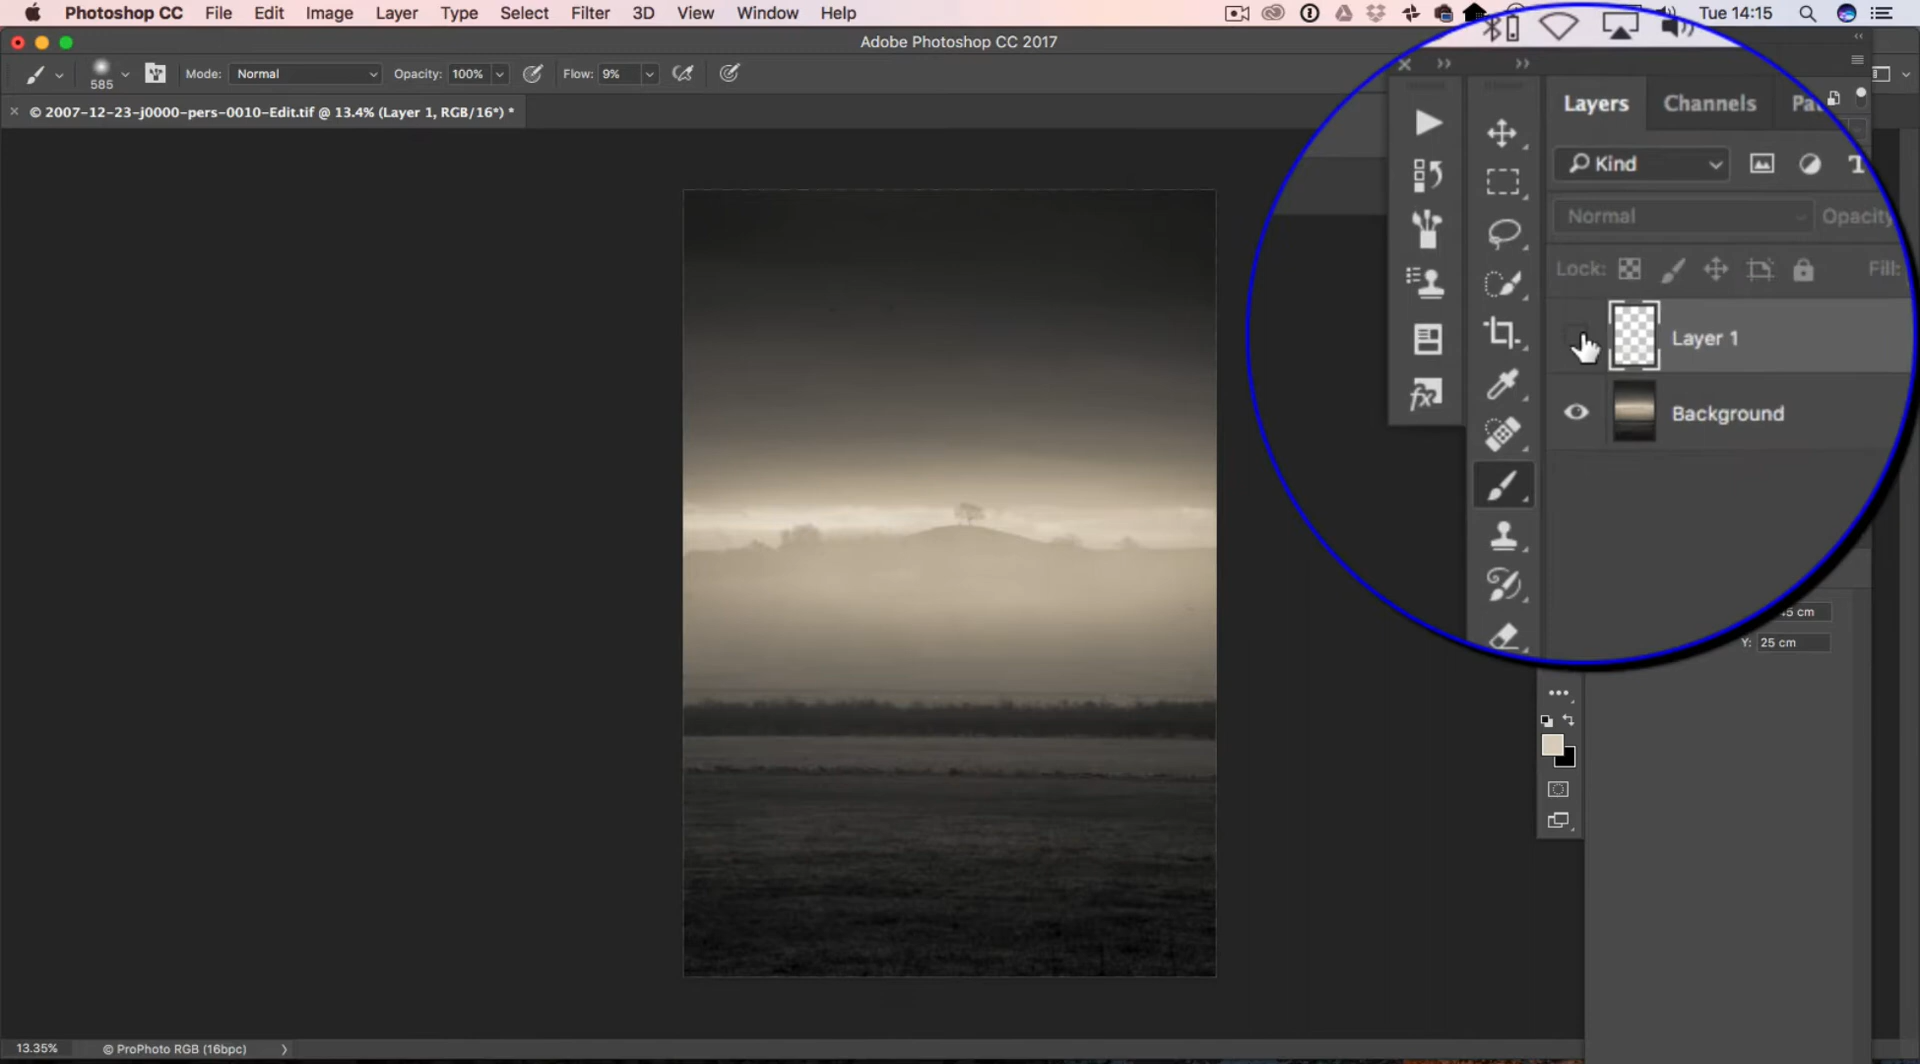 Photoshop CC File Edit Image Layer Type Select Filter 3D View Window Help Tue 14:15
Adobe Photoshop CC 2017
585 Mode: Normal Opacity: 100% Flow: 9%
© 2007-12-23-j0000-pers-0010-Edit.tif @ 13.4% (Layer 1, RGB/16*) *
Layers Channels
Kind
Normal Opacity
Lock: Fill:
Layer 1
Background
fx
cm
Y: 25 cm
13.35% © ProPhoto RGB (16bpc)